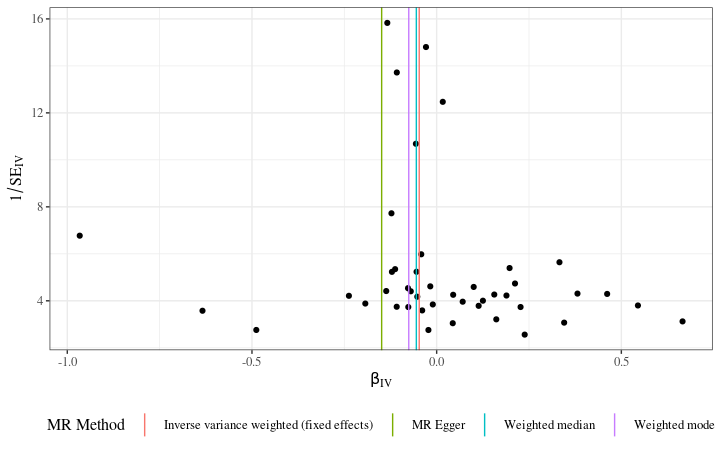 16
12
8
4
1/SE_IV
-1.0 -0.5 0.0 0.5
β_IV
MR Method Inverse variance weighted (fixed effects) MR Egger Weighted median Weighted mode